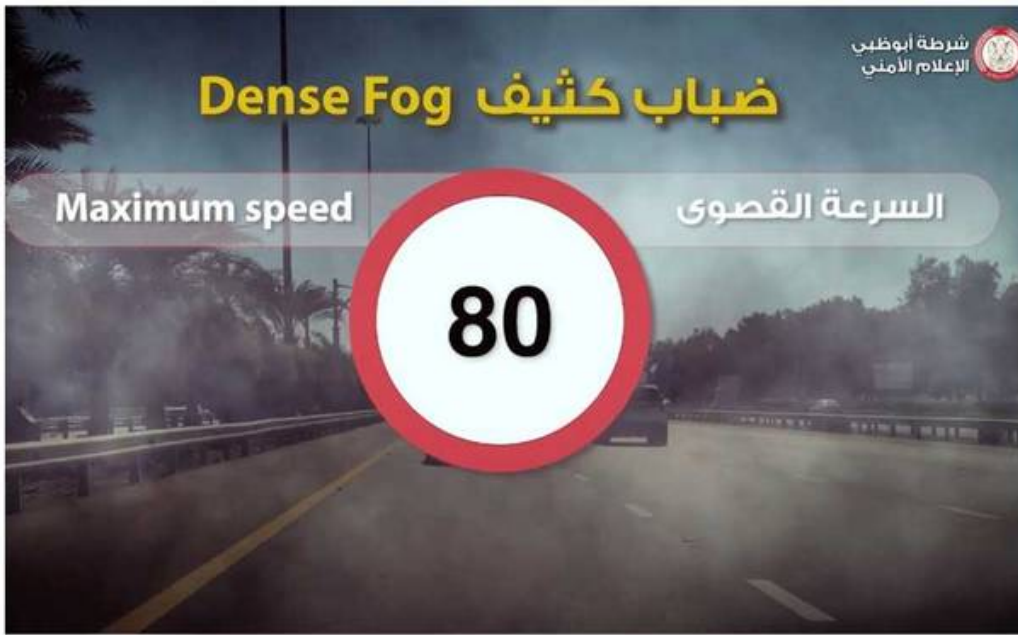 شرطة أبوظبي
الإعلام الأمني
ضباب كثيف Dense Fog
Maximum speed السرعة القصوى
80